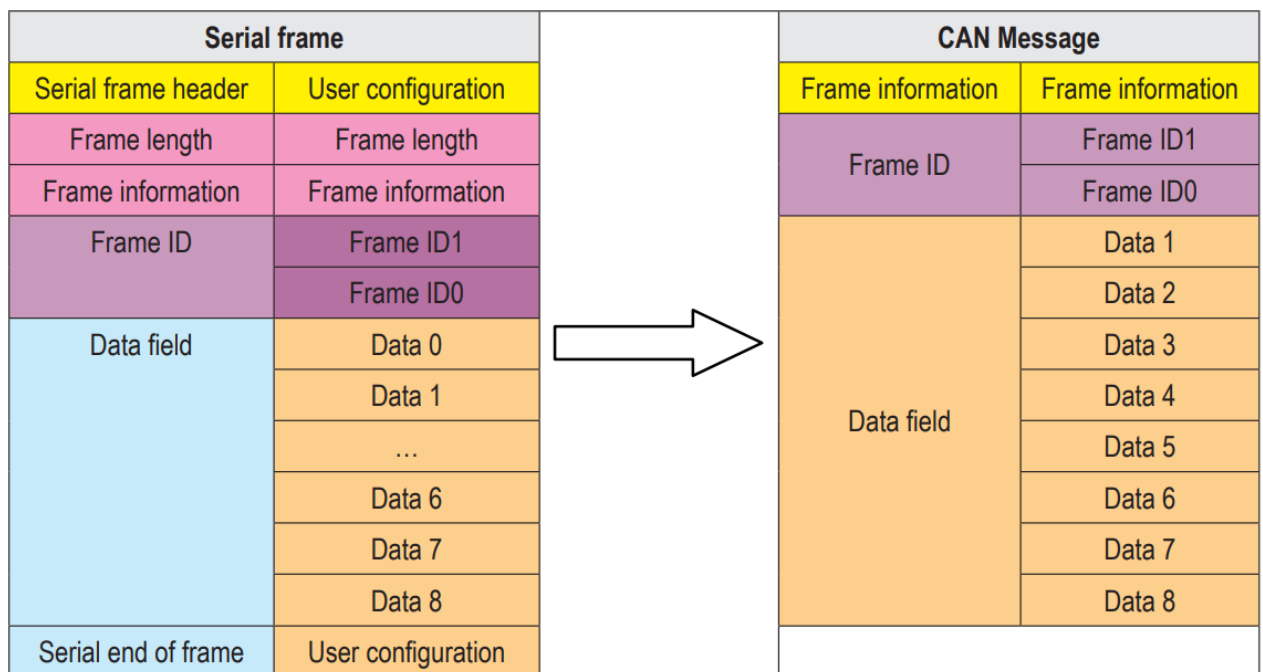 Serial frame
CAN Message
Serial frame header User configuration
Frame information Frame information
Frame length Frame length
Frame ID
Frame ID1
Frame information Frame information
Frame ID0
Frame ID
Frame ID1
Data field
Data 1
Frame ID0
Data 2
Data field
Data 0
Data 3
Data 1
Data 4
…
Data 5
Data 6
Data 6
Data 7
Data 7
Data 8
Data 8
Serial end of frame User configuration